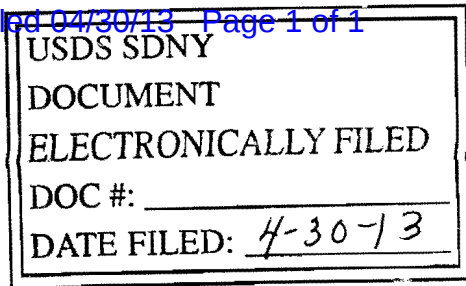 led 04/30/13 Page 1 of 1
USDS SDNY
DOCUMENT
ELECTRONICALLY FILED
DOC #:
DATE FILED: 4-30-13